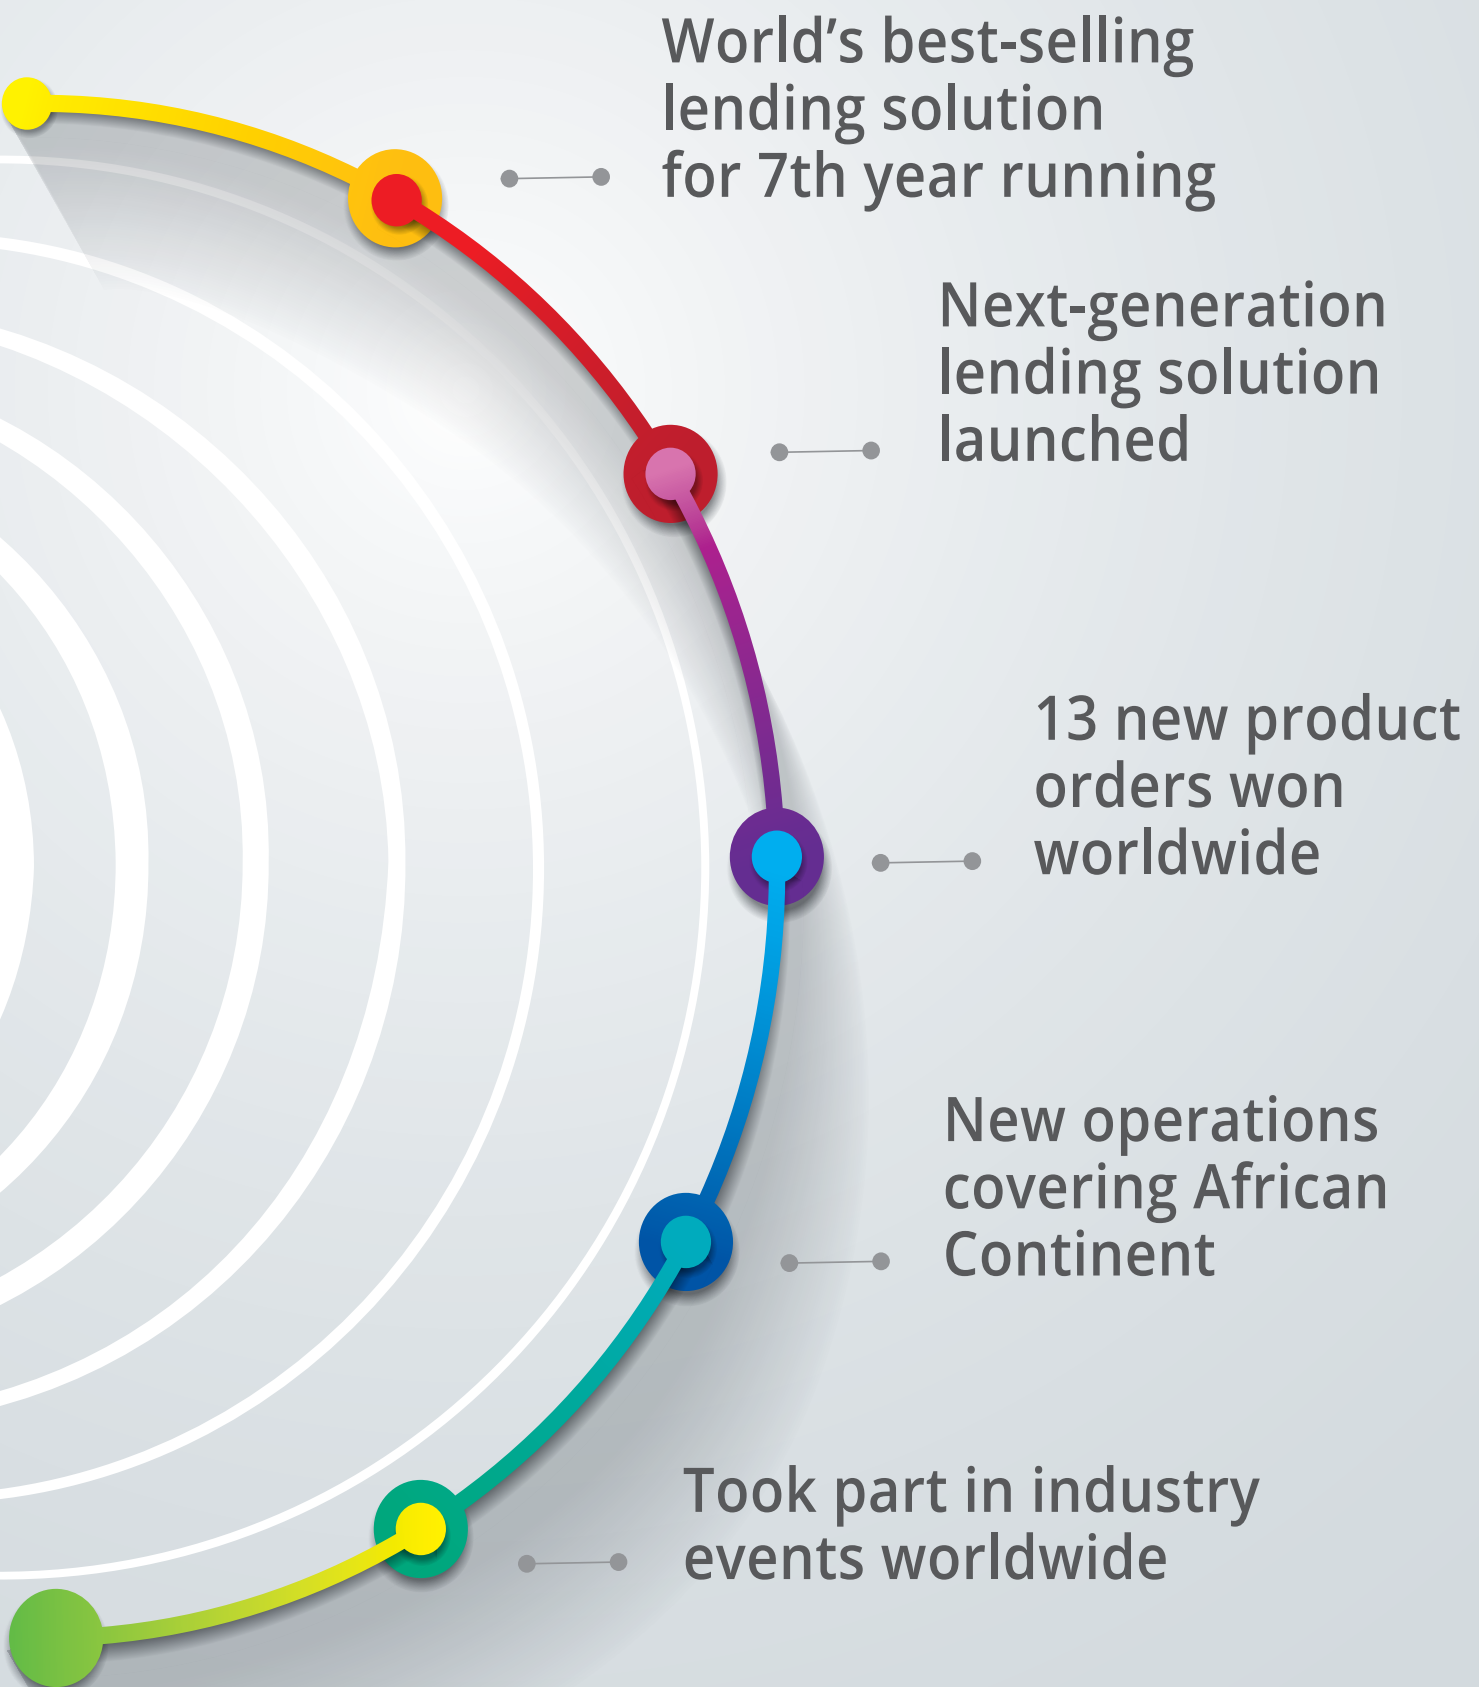 World’s best-selling
lending solution
for 7th year running
Next-generation
lending solution
launched
13 new product
orders won
worldwide
New operations
covering African
Continent
Took part in industry
events worldwide